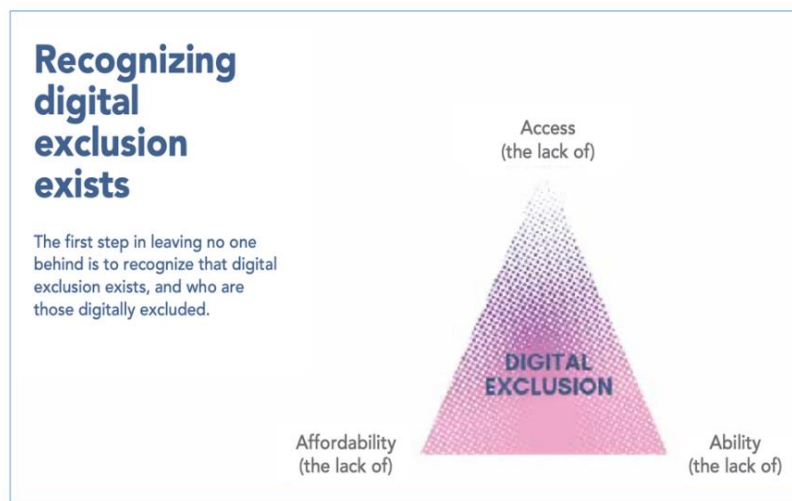 Recognizing
digital
exclusion
exists
The first step in leaving no one
behind is to recognize that digital
exclusion exists, and who are
those digitally excluded.
Access
(the lack of)
DIGITAL
EXCLUSION
Affordability
(the lack of)
Ability
(the lack of)